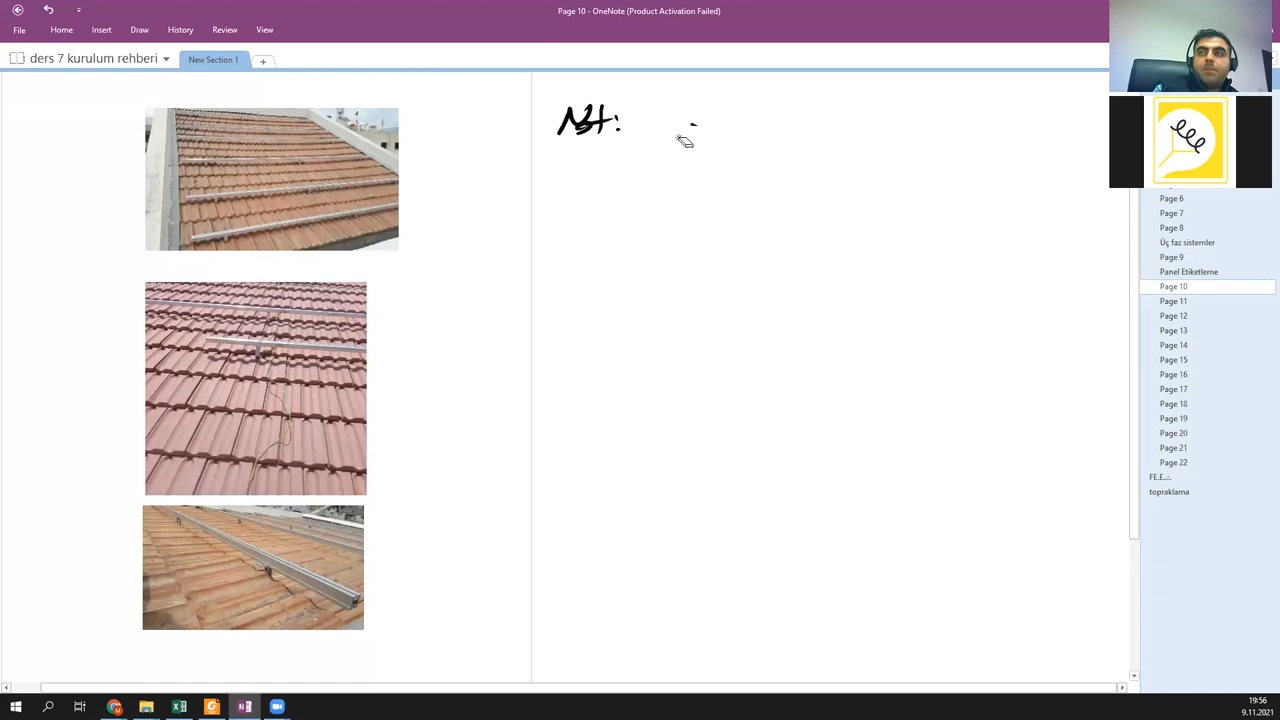 Page 10 - OneNote (Product Activation Failed)
File Home Insert Draw History Review View
ders 7 kurulum rehberi
New Section 1
Not:
Page 6
Page 7
Page 8
Üç faz sistemler
Page 9
Panel Etiketleme
Page 10
Page 11
Page 12
Page 13
Page 14
Page 15
Page 16
Page 17
Page 18
Page 19
Page 20
Page 21
Page 22
FE.E..:.
topraklama
19:56
9.11.2021